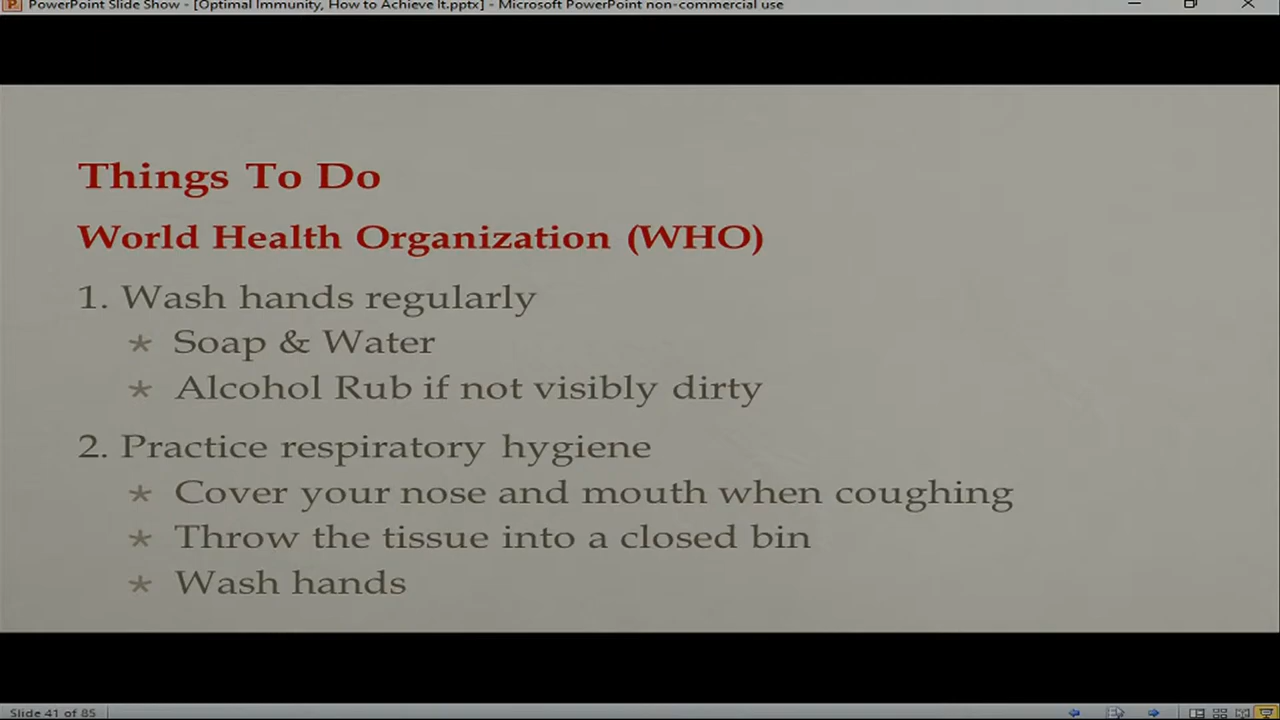 PowerPoint Slide Show - [Optimal Immunity, How to Achieve It.pptx] - Microsoft PowerPoint non-commercial use
Things To Do
World Health Organization (WHO)
1. Wash hands regularly
* Soap & Water
* Alcohol Rub if not visibly dirty
2. Practice respiratory hygiene
* Cover your nose and mouth when coughing
* Throw the tissue into a closed bin
* Wash hands
Slide 41 of 85